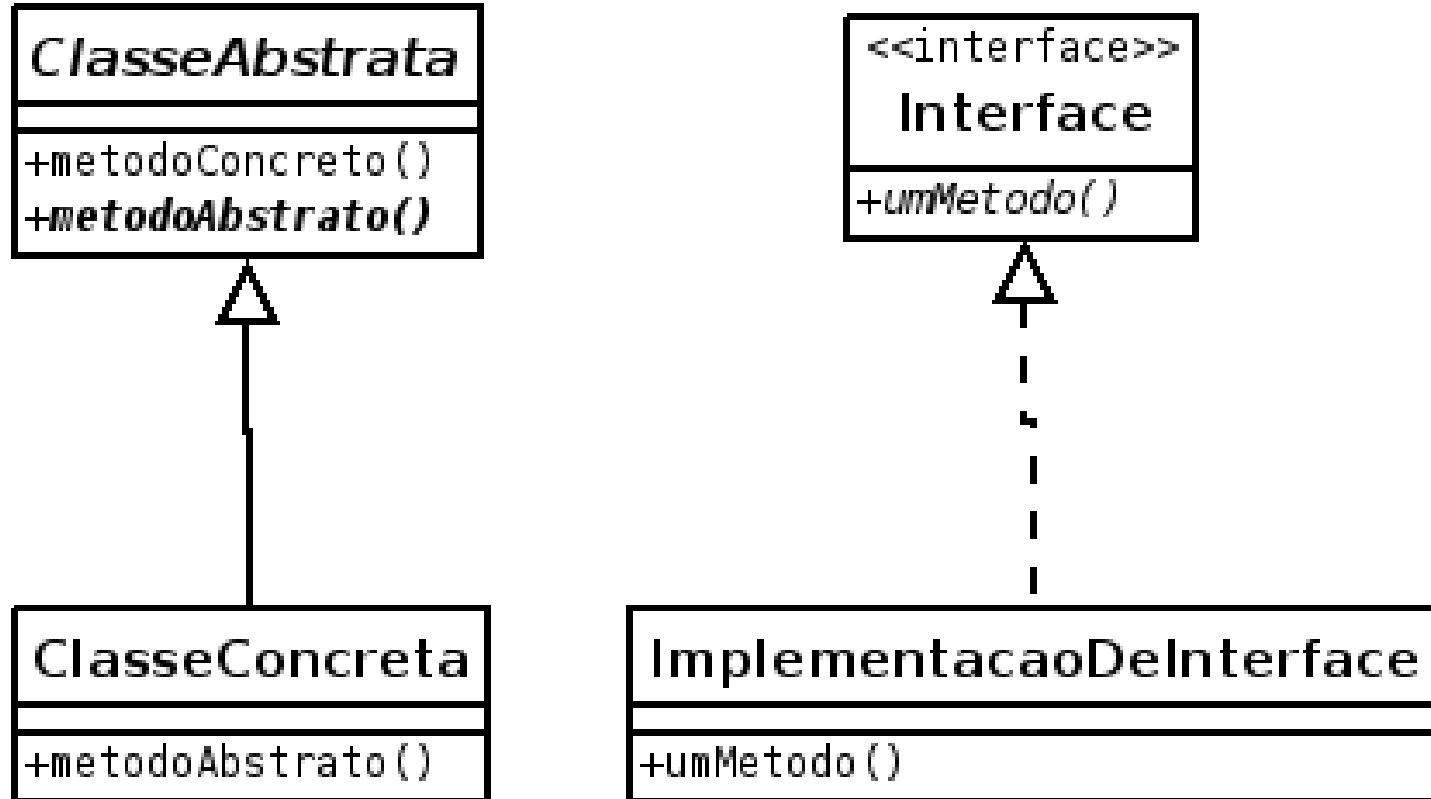 ClasseAbstrata
+metodoConcreto()
+metodoAbstrato()
<<interface>>
Interface
+umMetodo()
ClasseConcreta
+metodoAbstrato()
ImplementacaoDeInterface
+umMetodo()